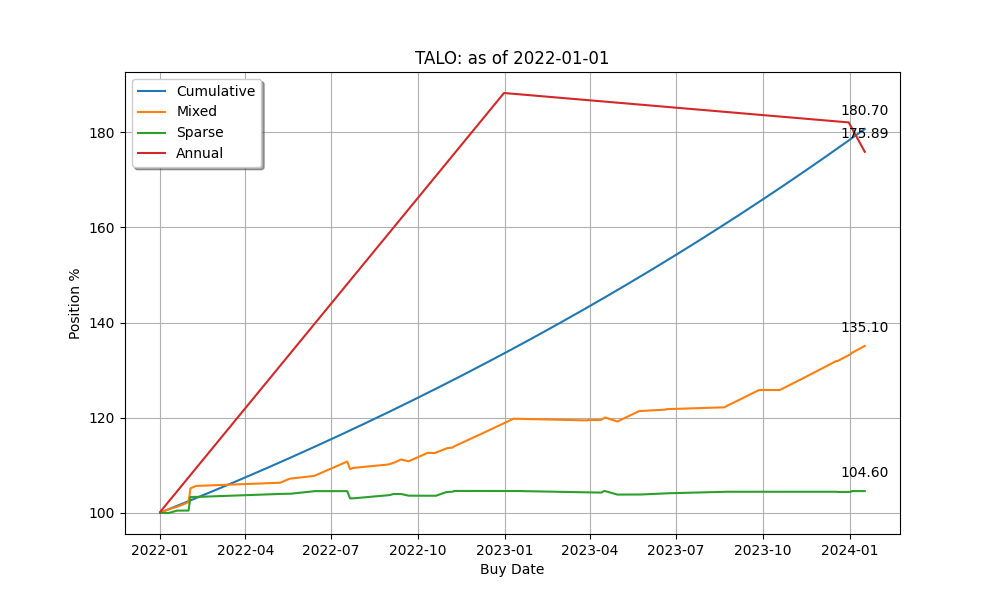 TALO: as of 2022-01-01
Cumulative
Mixed
Sparse
Annual
180.70
175.89
135.10
104.60
180
160
140
120
100
Position %
2022-01 2022-04 2022-07 2022-10 2023-01 2023-04 2023-07 2023-10 2024-01
Buy Date